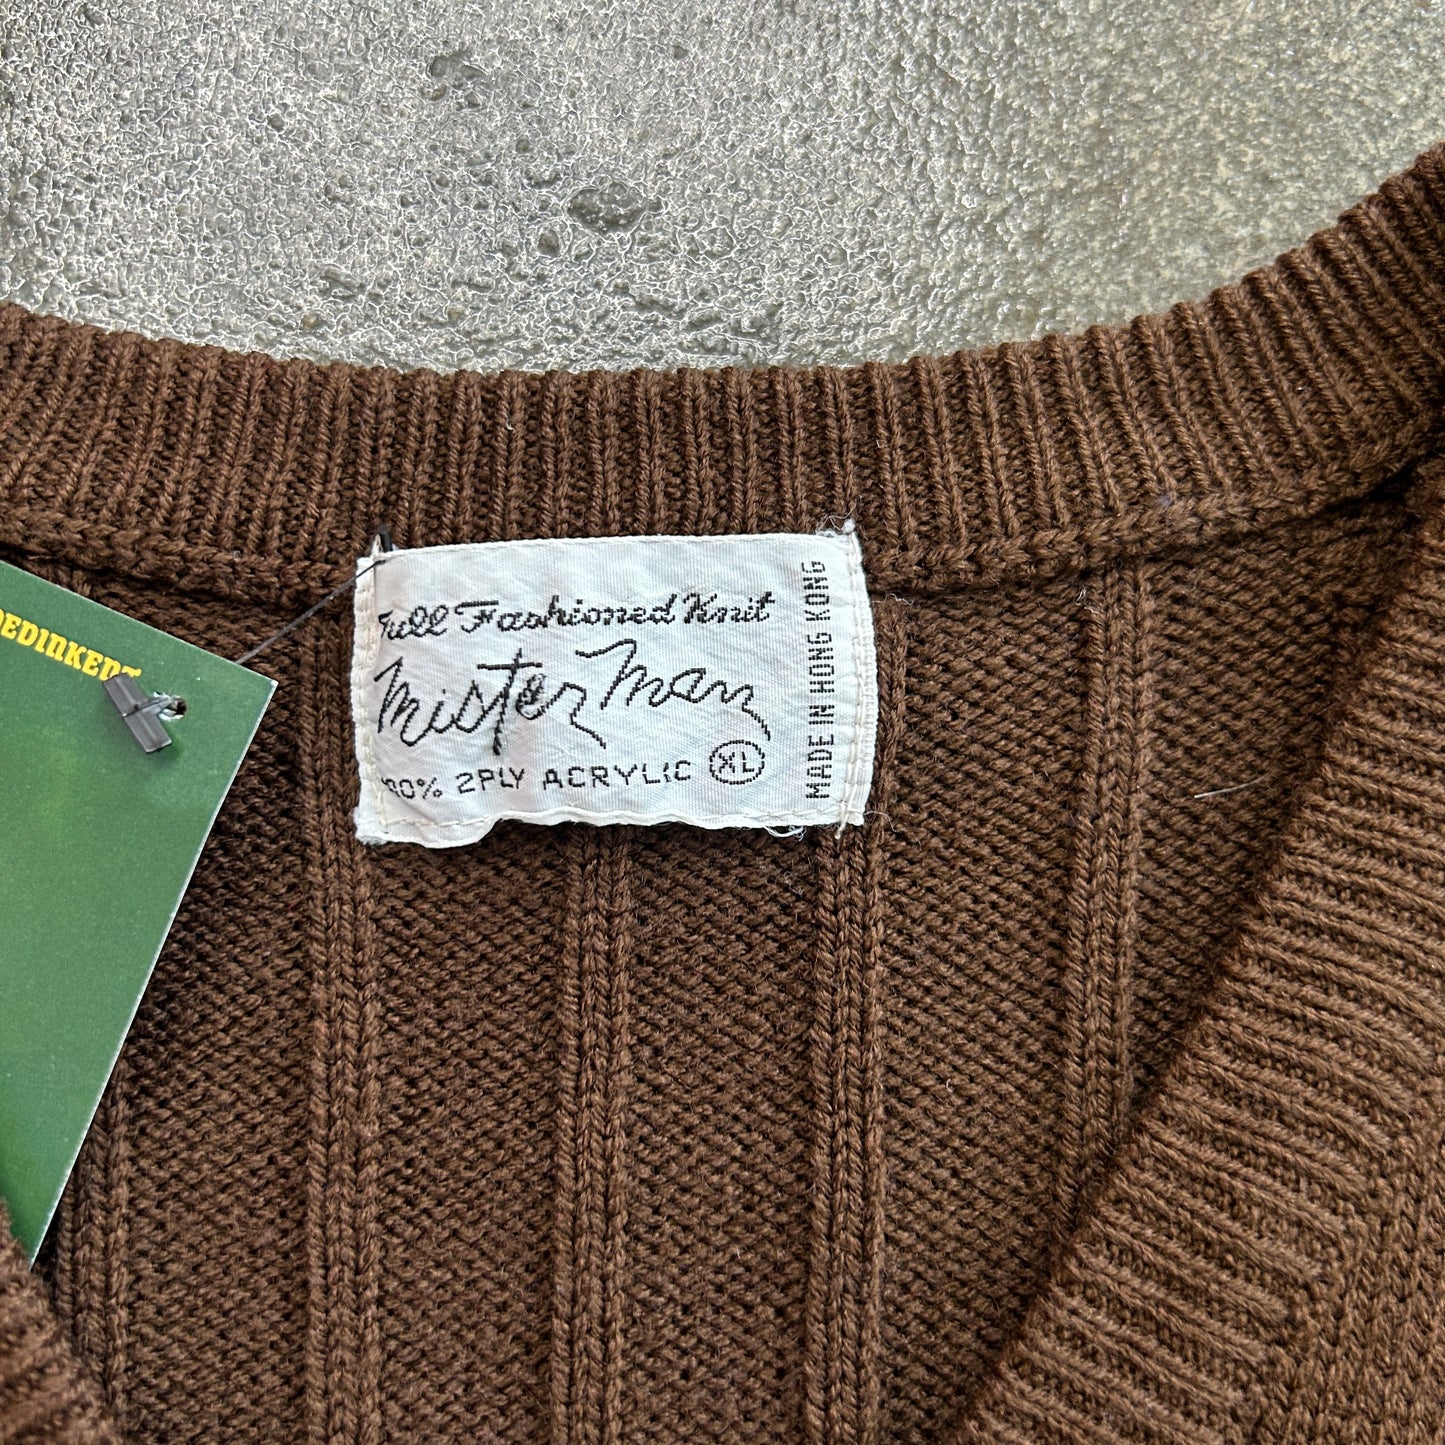 Full Fashioned Knit
Mister Man
100% 2PLY ACRYLIC XL
MADE IN HONG KONG